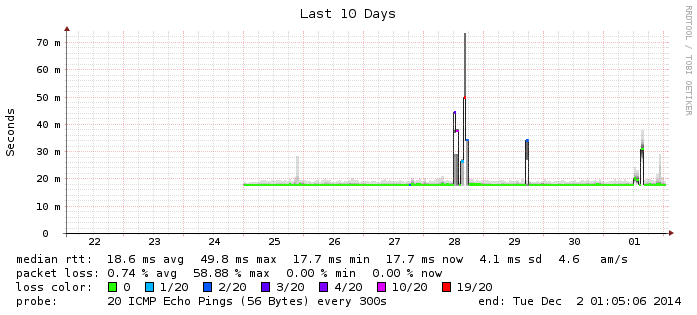 Last 10 Days
RRDTOOL / TOBI OETIKER
Seconds
70 m
60 m
50 m
40 m
30 m
20 m
10 m
0
22 23 24 25 26 27 28 29 30 01
median rtt: 18.6 ms avg 49.8 ms max 17.7 ms min 17.7 ms now 4.1 ms sd 4.6 am/s
packet loss: 0.74 % avg 58.88 % max 0.00 % min 0.00 % now
loss color: 0 1/20 2/20 3/20 4/20 10/20 19/20
probe: 20 ICMP Echo Pings (56 Bytes) every 300s end: Tue Dec 2 01:05:06 2014